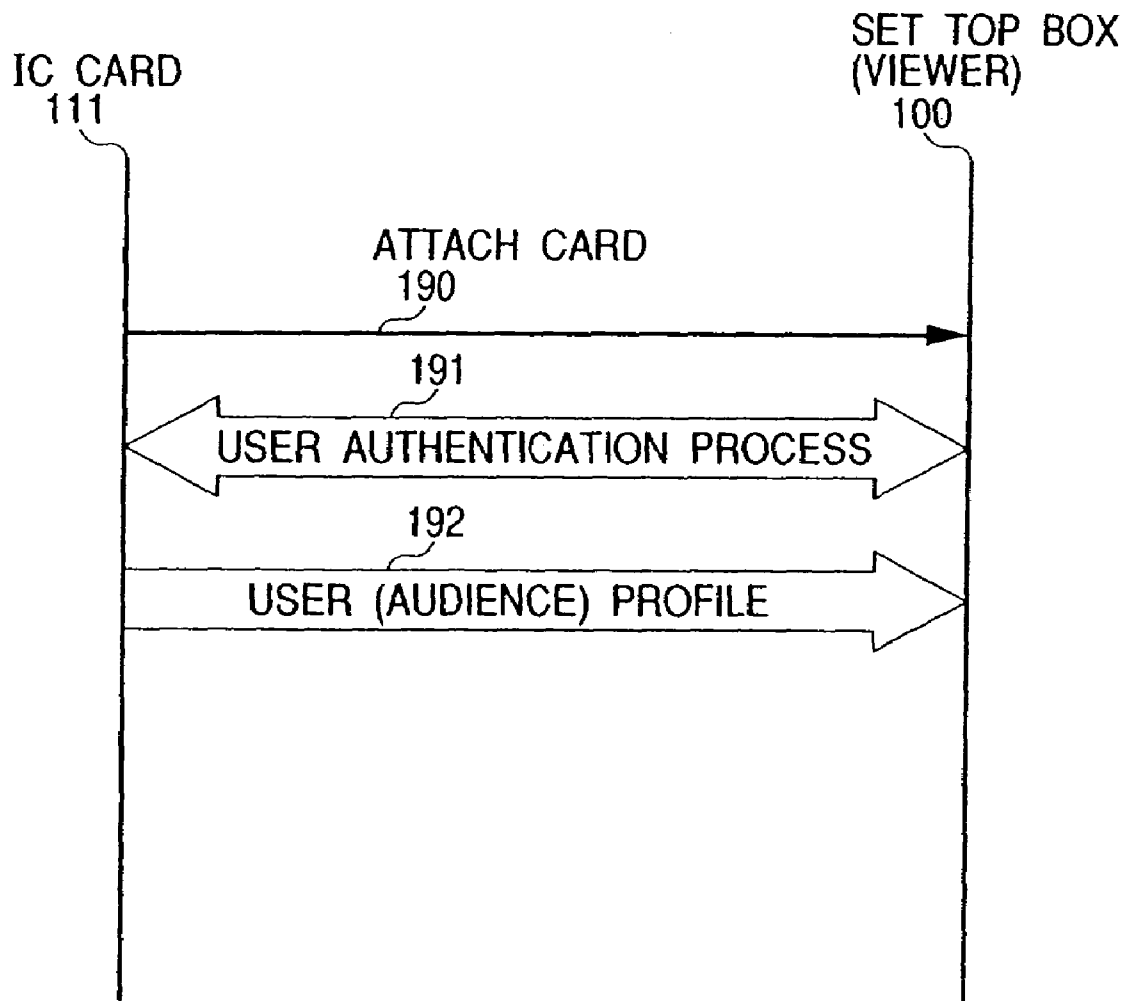 IC CARD
111
SET TOP BOX
(VIEWER)
100
ATTACH CARD
190
191
USER AUTHENTICATION PROCESS
192
USER (AUDIENCE) PROFILE